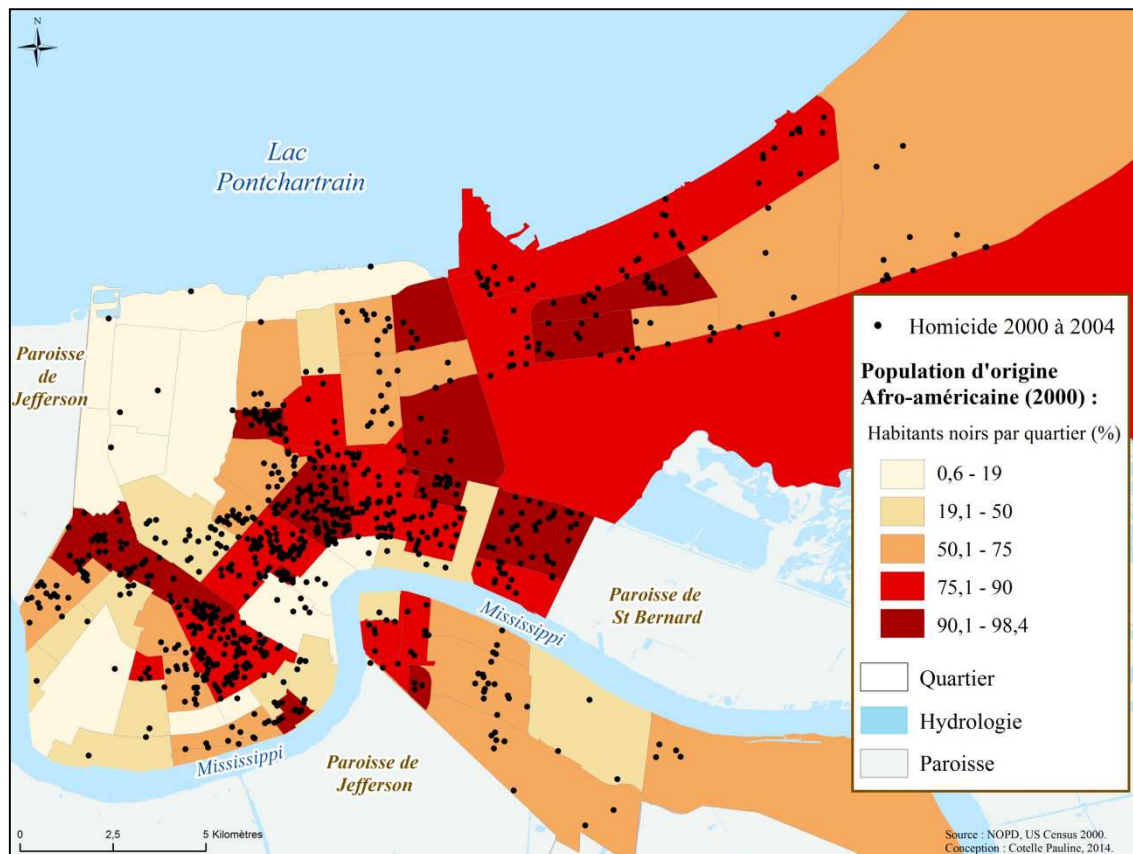 N
Lac
Pontchartrain
Paroisse
de
Jefferson
Mississippi
Paroisse de
St Bernard
Mississippi
Paroisse de
Jefferson
Homicide 2000 à 2004
Population d'origine
Afro-américaine (2000) :
Habitants noirs par quartier (%)
0,6 - 19
19,1 - 50
50,1 - 75
75,1 - 90
90,1 - 98,4
Quartier
Hydrologie
Paroisse
0 2,5 5 Kilomètres
Source : NOPD, US Census 2000.
Conception : Cotelle Pauline, 2014.